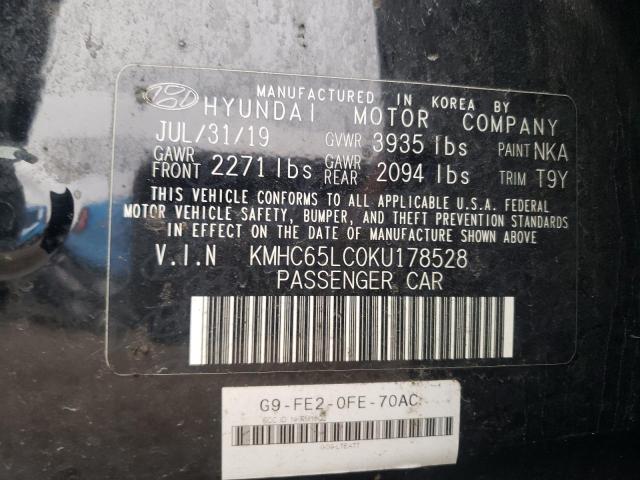 MANUFACTURED IN KOREA BY
HYUNDAI MOTOR COMPANY
JUL/31/19 GVWR 3935 lbs PAINT NKA
GAWR FRONT 2271 lbs GAWR REAR 2094 lbs TRIM T9Y
THIS VEHICLE CONFORMS TO ALL APPLICABLE U.S.A. FEDERAL
MOTOR VEHICLE SAFETY, BUMPER, AND THEFT PREVENTION STANDARDS
IN EFFECT ON THE DATE OF MANUFACTURE SHOWN ABOVE.
V.I.N KMHC65LC0KU178528
PASSENGER CAR
G9-FE2-0FE-70AC